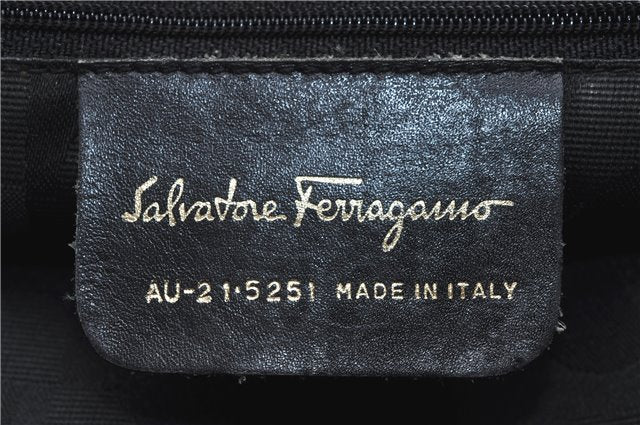 Salvatore Ferragamo
AU-21·5251 MADE IN ITALY